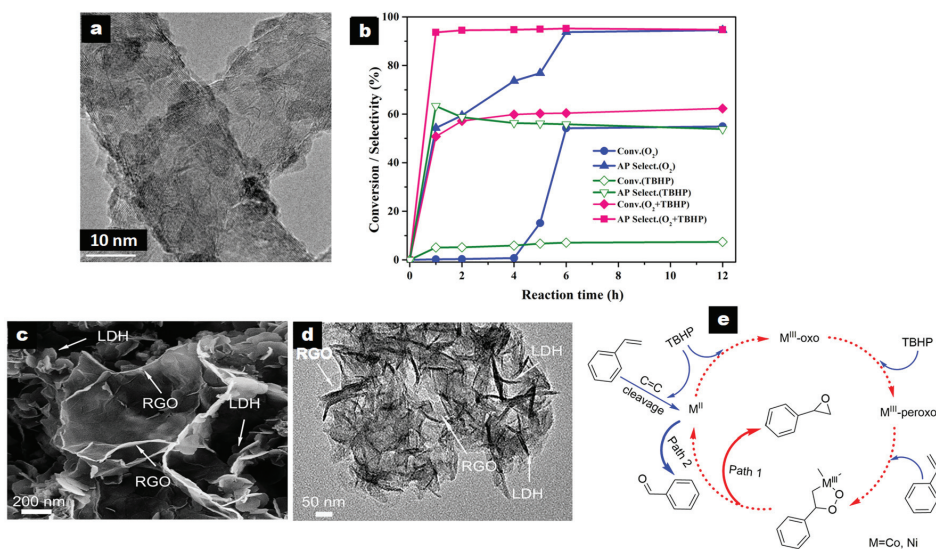 a
10 nm
b
Conversion / Selectivity (%)
100
80
60
40
20
0
0
2
4
6
8
10
12
Reaction time (h)
Conv.(O₂)
AP Select.(O₂)
Conv.(TBHP)
AP Select.(TBHP)
Conv.(O₂+TBHP)
AP Select.(O₂+TBHP)
c
LDH
RGO
LDH
RGO
200 nm
d
RGO
LDH
RGO
LDH
50 nm
e
TBHP
Mᴵᴵᴵ-oxo
TBHP
C=C
cleavage
Mᴵᴵ
Mᴵᴵᴵ-peroxo
O
Path 2
Path 1
O
Mᴵᴵᴵ
O
O
M=Co, Ni